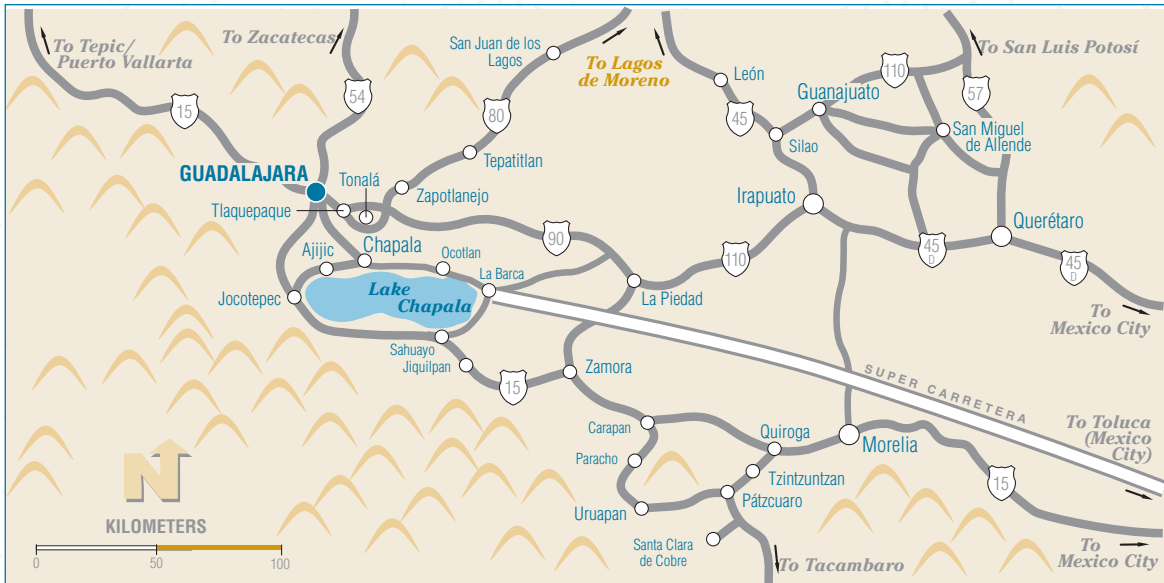 To Tepic/
Puerto Vallarta
To Zacatecas
San Juan de los
Lagos
To Lagos
de Moreno
León
110
To San Luis Potosí
15
54
80
45
Guanajuato
57
Silao
San Miguel
de Allende
Tepatitlan
GUADALAJARA
Tonalá
Zapotlanejo
Tlaquepaque
Irapuato
Querétaro
Ajijic
Chapala
Ocotlan
90
110
45
D
45
D
Jocotepec
Lake
Chapala
La Barca
La Piedad
To
Mexico City
Sahuayo
Jiquilpan
15
Zamora
SUPER CARRETERA
To Toluca
(Mexico
City)
Carapan
Quiroga
Morelia
Paracho
Tzintzuntzan
15
N
Uruapan
Pátzcuaro
KILOMETERS
Santa Clara
de Cobre
To
Mexico City
0
50
100
To Tacambaro